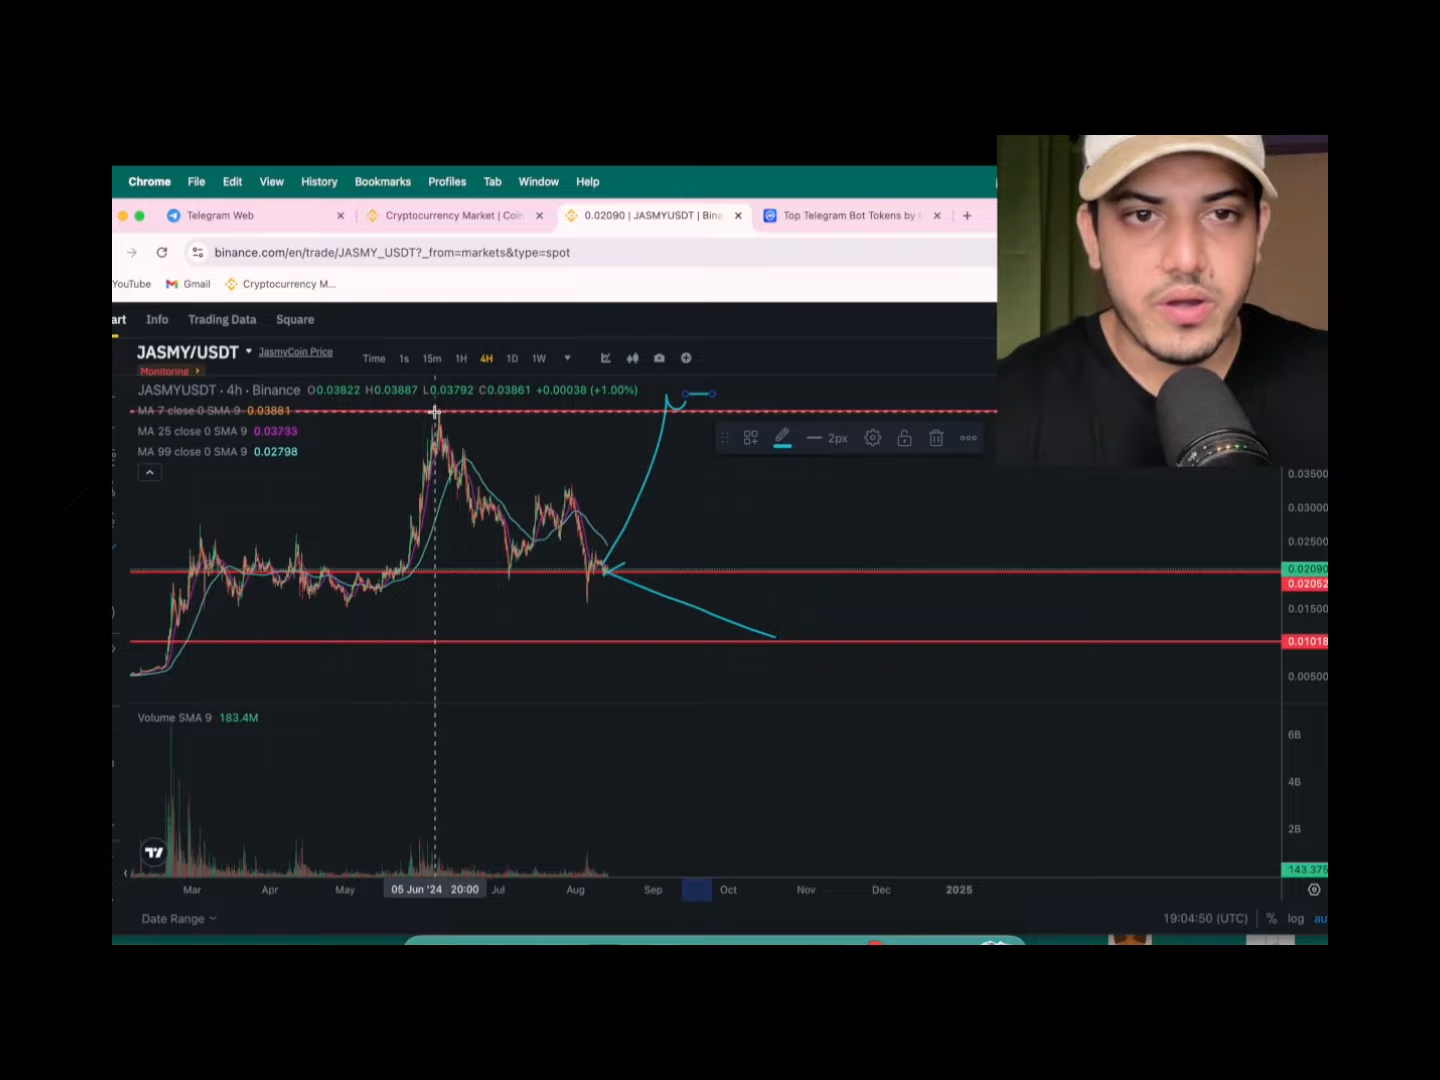 Chrome File Edit View History Bookmarks Profiles Tab Window Help
Telegram Web Cryptocurrency Market | Coin 0.02090 | JASMYUSDT | Bina Top Telegram Bot Tokens by
binance.com/en/trade/JASMY_USDT?_from=markets&type=spot
YouTube Gmail Cryptocurrency M...
art Info Trading Data Square
JASMY/USDT JasmyCoin Price Time 1s 15m 1H 4H 1D 1W
Monitoring
JASMYUSDT · 4h · Binance O0.03822 H0.03887 L0.03792 C0.03861 +0.00038 (+1.00%)
MA 7 close 0 SMA 9 0.03881
MA 25 close 0 SMA 9 0.03733
2px
MA 99 close 0 SMA 9 0.02798
0.03500
0.03000
0.02500
0.02090
0.02052
0.01500
0.01018
0.00500
Volume SMA 9 183.4M
6B
4B
2B
143.375
Mar Apr May 05 Jun '24 20:00 Jul Aug Sep Oct Nov Dec 2025
Date Range 19:04:50 (UTC) % log au